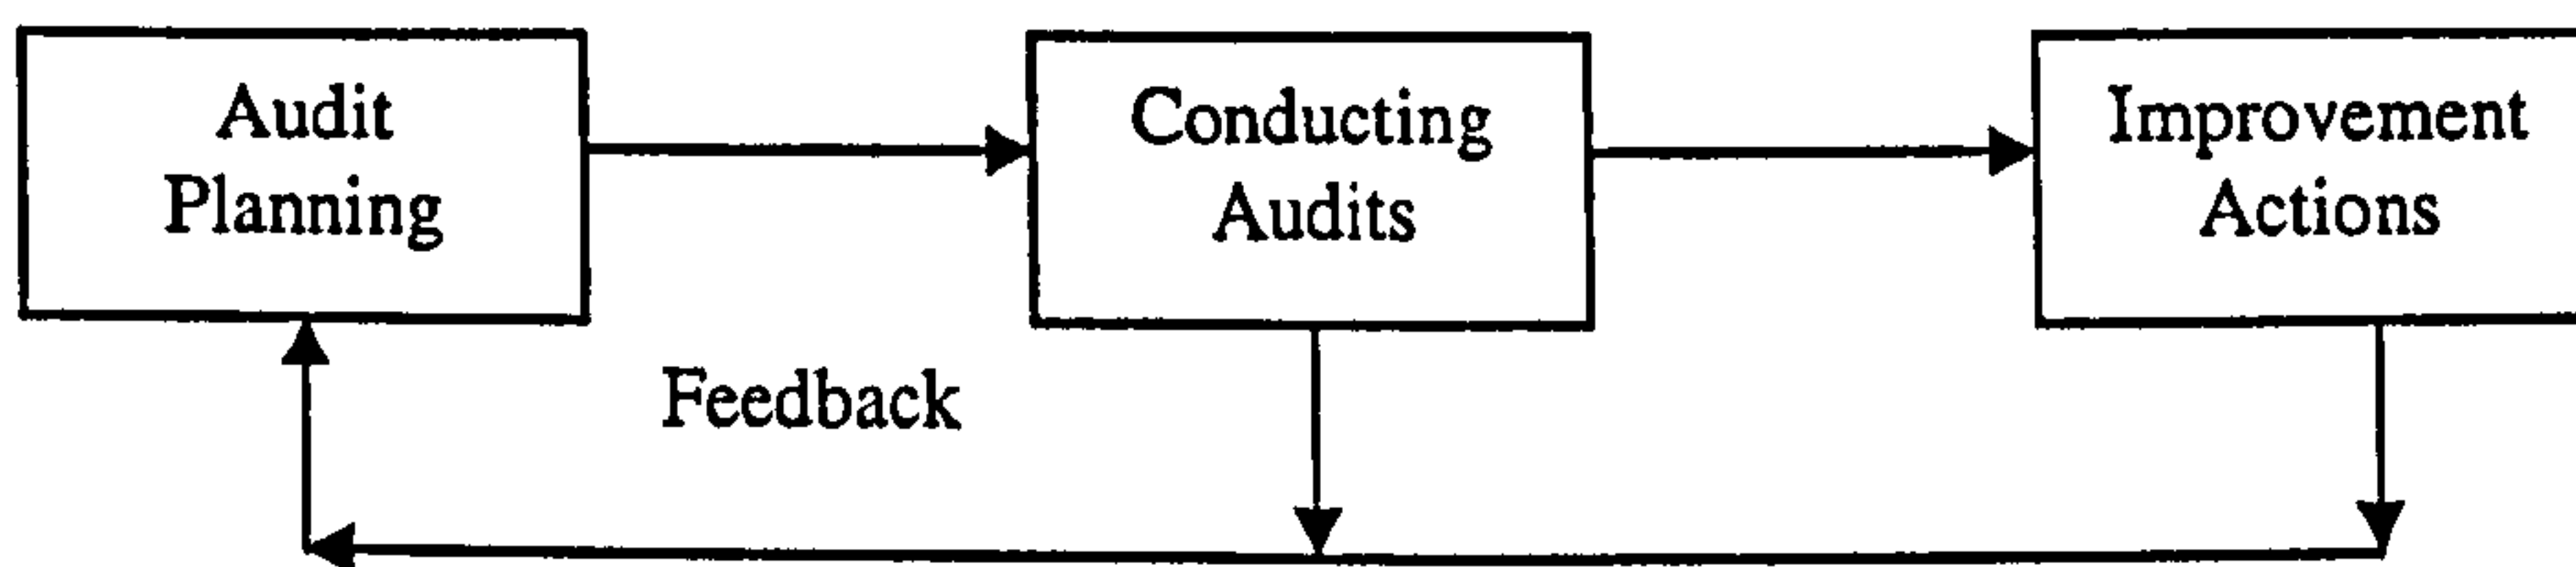 Audit
Planning
Conducting
Audits
Improvement
Actions
Feedback